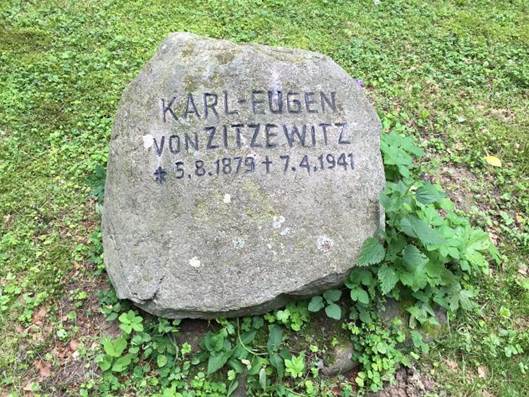 KARL-EUGEN
VON ZITZEWITZ
* 5.8.1879 + 7.4.1941